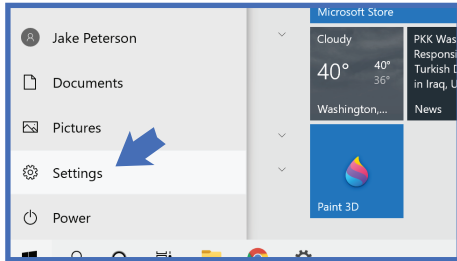 Jake Peterson
Documents
Pictures
Settings
Power
Microsoft Store
Cloudy
40°
40°
36°
Washington,...
PKK Was
Responsi
Turkish D
in Iraq, U
News
Paint 3D